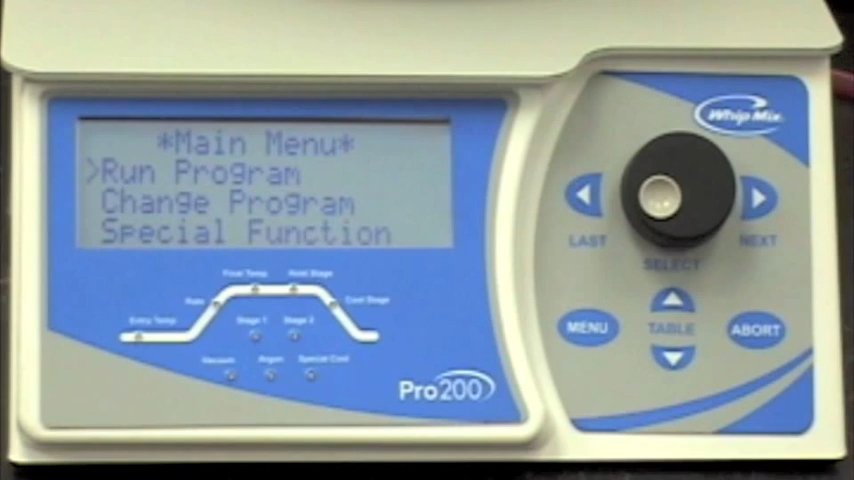 *Main Menu*
>Run Program
Change Program
Special Function
Final Temp
Hold Stage
Rate
Cool Stage
Entry Temp
Stage 1
Stage 2
Vacuum
Argon
Special Cool
Pro200
Whip Mix
LAST
NEXT
SELECT
MENU
TABLE
ABORT